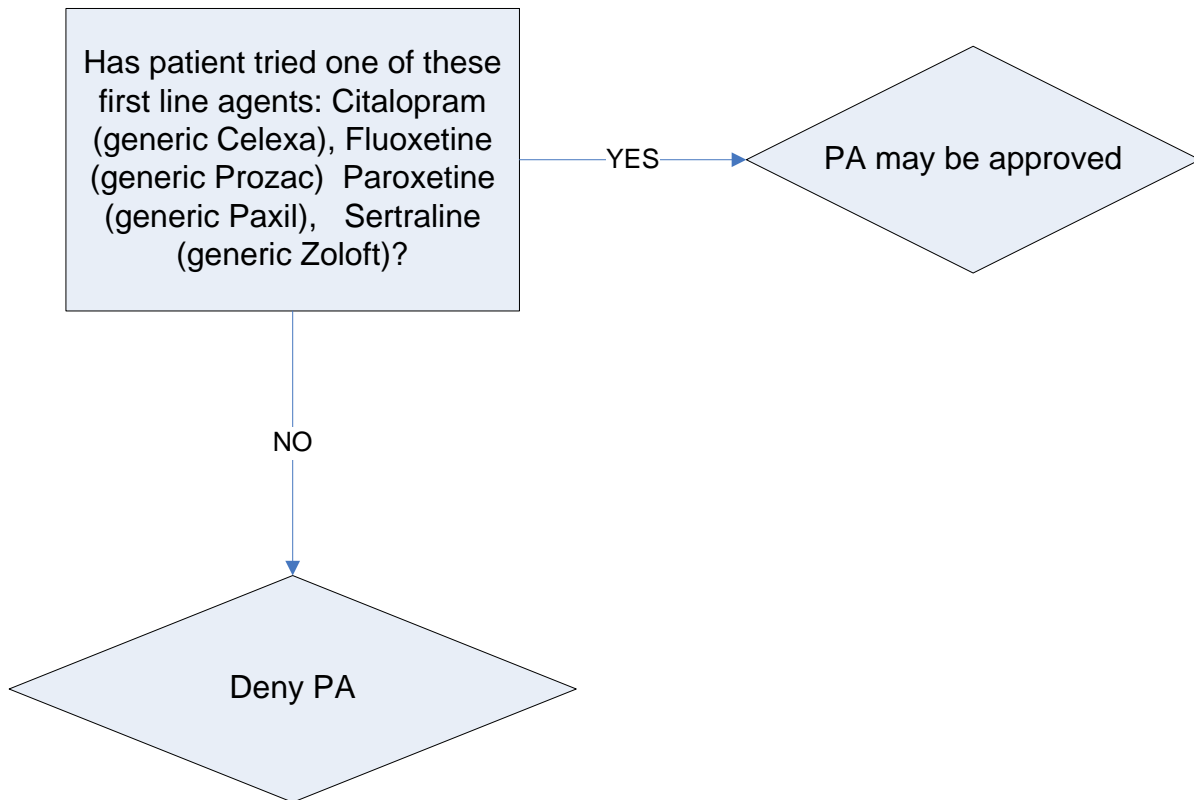 Has patient tried one of these
first line agents: Citalopram
(generic Celexa), Fluoxetine
(generic Prozac)  Paroxetine
(generic Paxil),   Sertraline
(generic Zoloft)?
YES
PA may be approved
NO
Deny PA